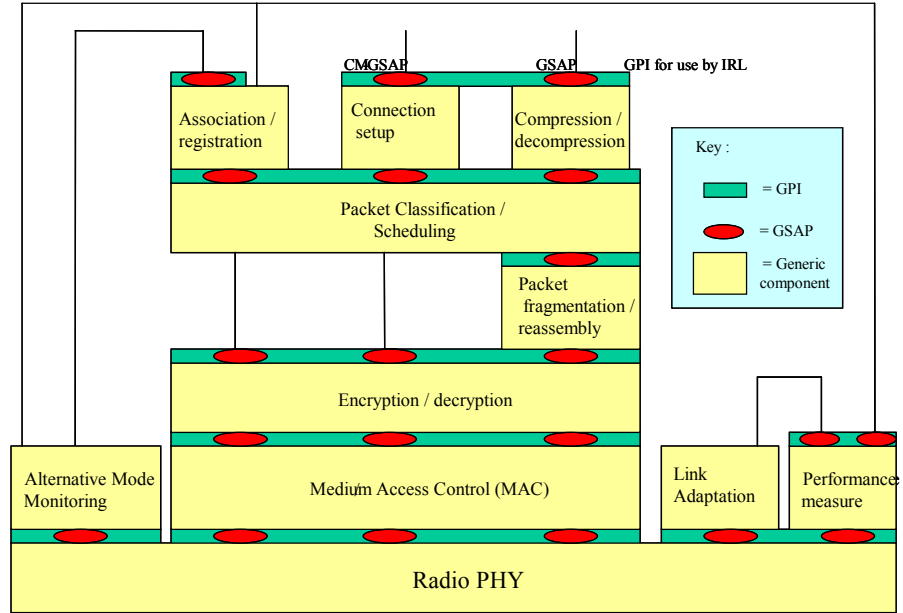 CM-GSAP GSAP GPI for use by IRL
Association /
registration
Connection
setup
Compression /
decompression
Key :
= GPI
= GSAP
= Generic
component
Packet Classification /
Scheduling
Packet
fragmentation /
reassembly
Encryption / decryption
Alternative Mode
Monitoring
Medium Access Control (MAC)
Link
Adaptation
Performance
measure
Radio PHY